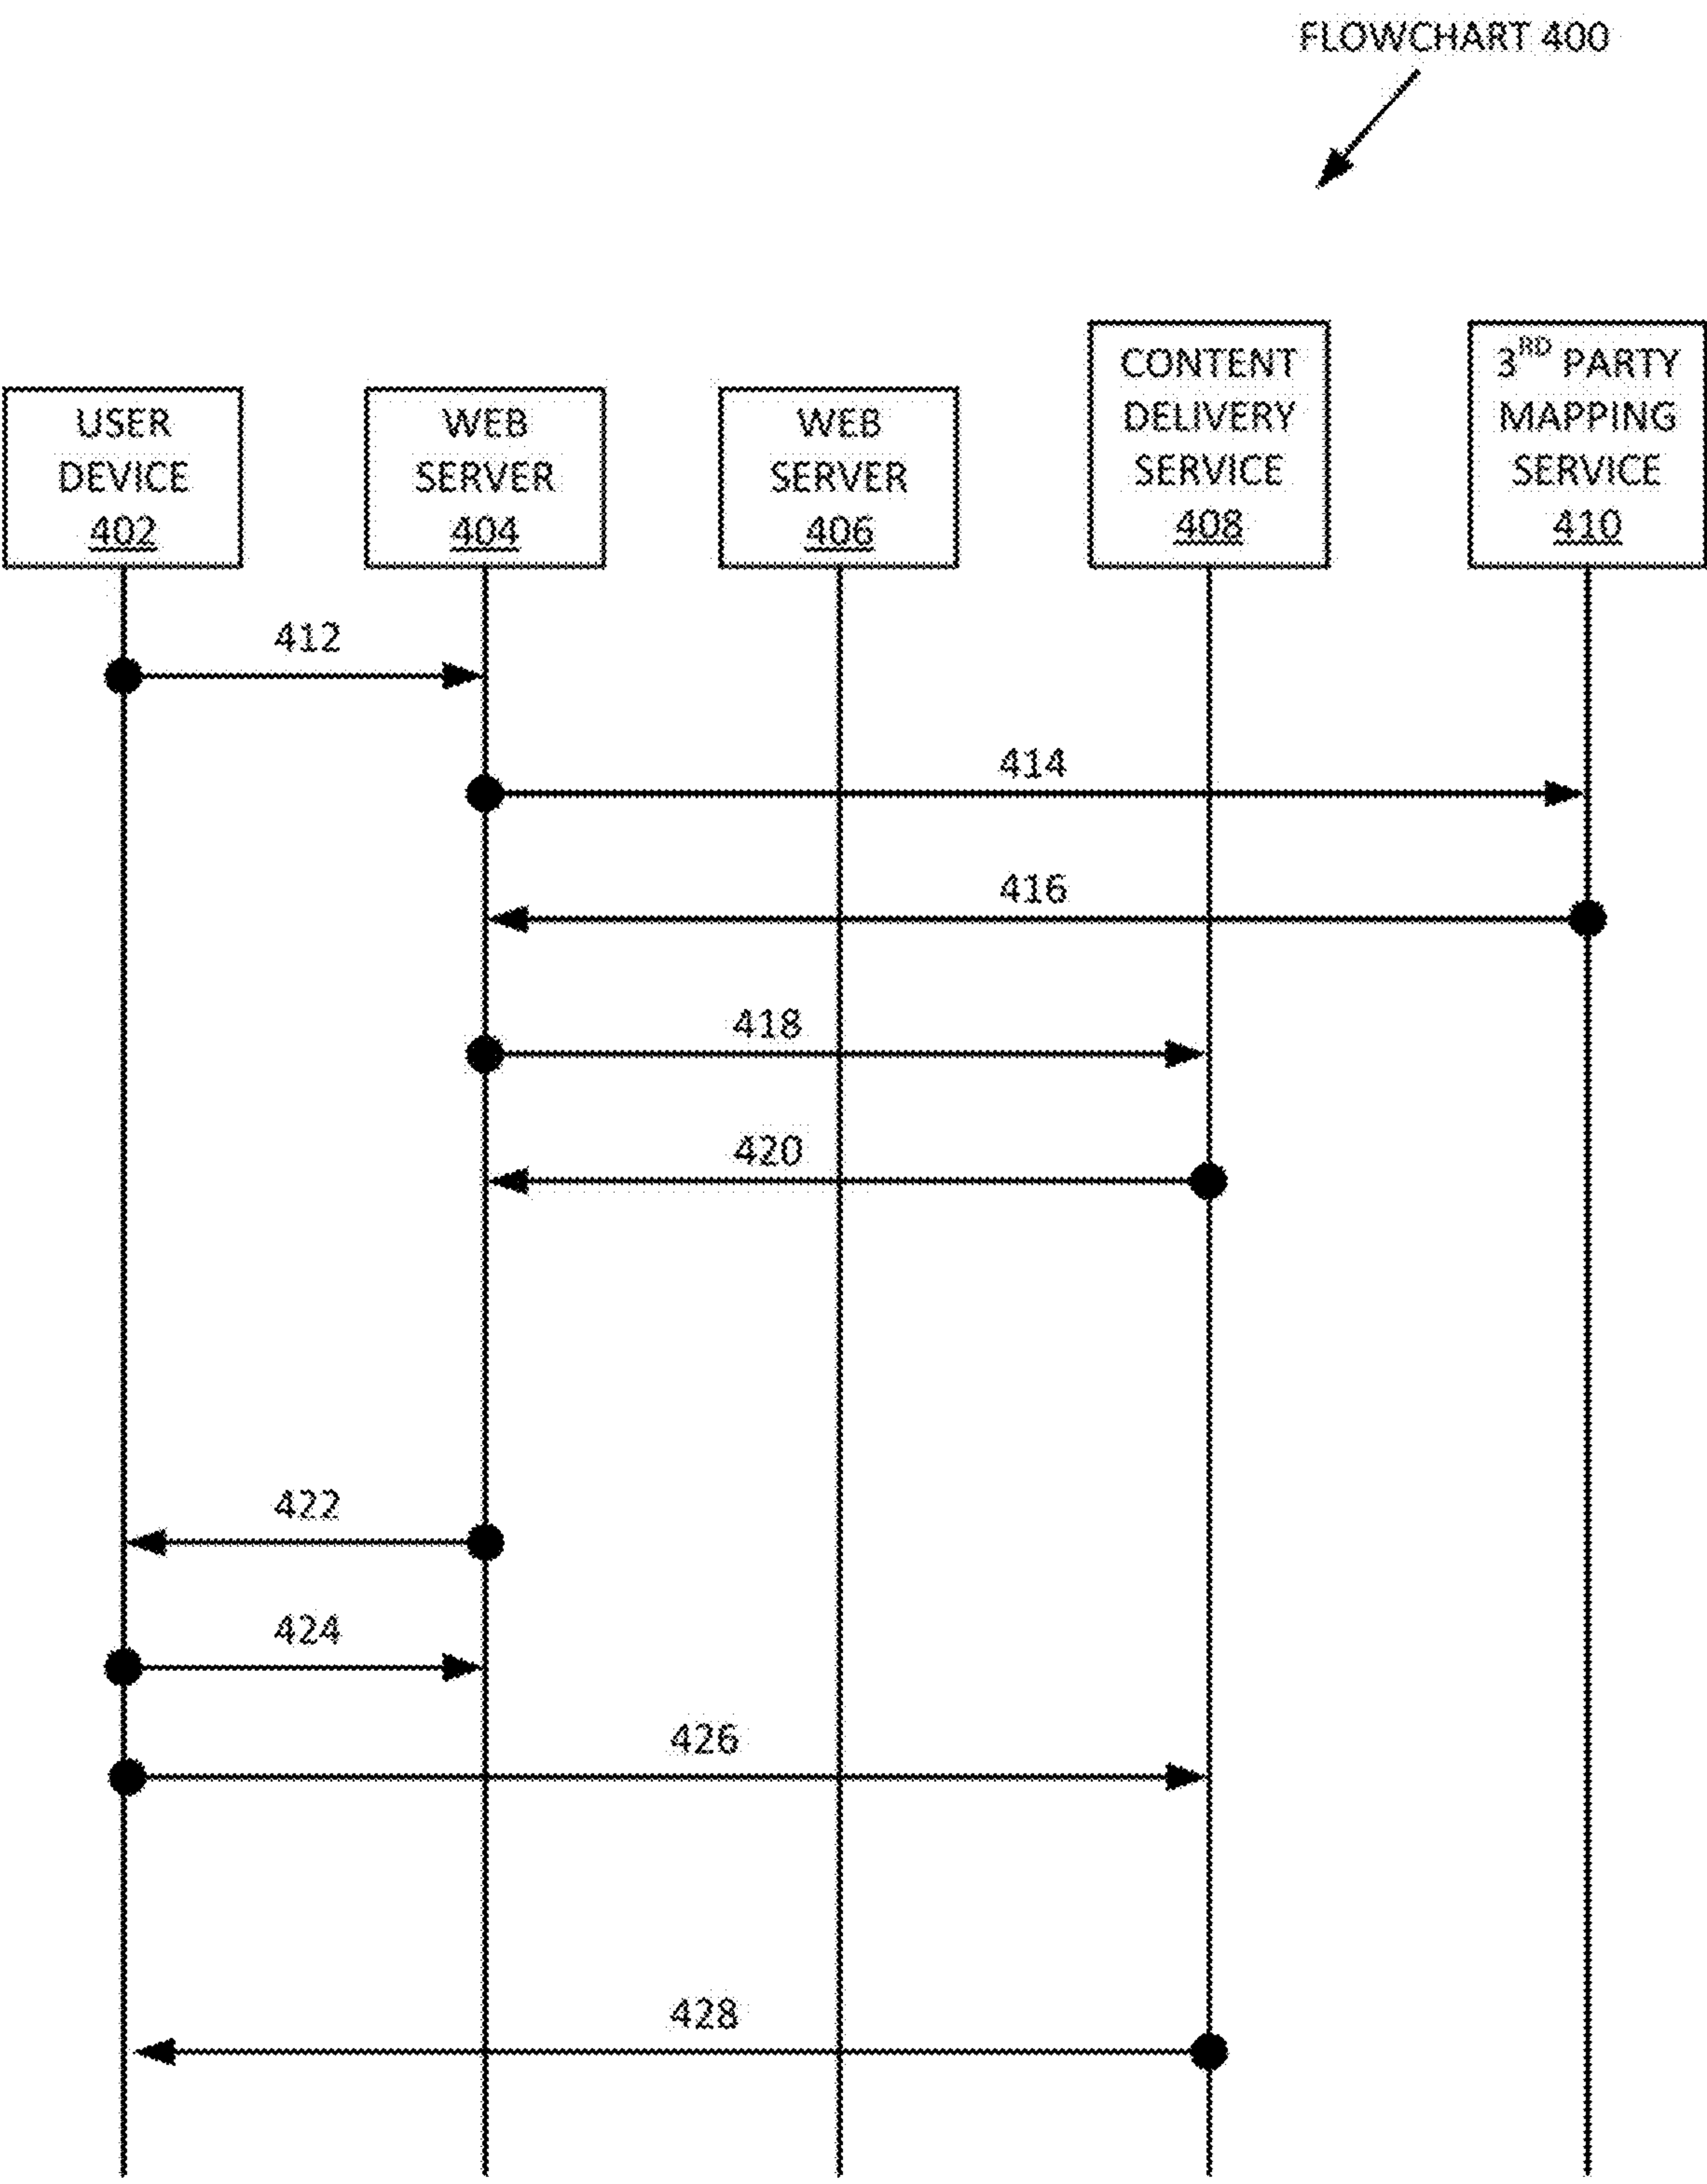 FLOWCHART 400
USER
DEVICE
402
WEB
SERVER
404
WEB
SERVER
406
CONTENT
DELIVERY
SERVICE
408
3RD PARTY
MAPPING
SERVICE
410
412
414
416
418
420
422
424
426
428